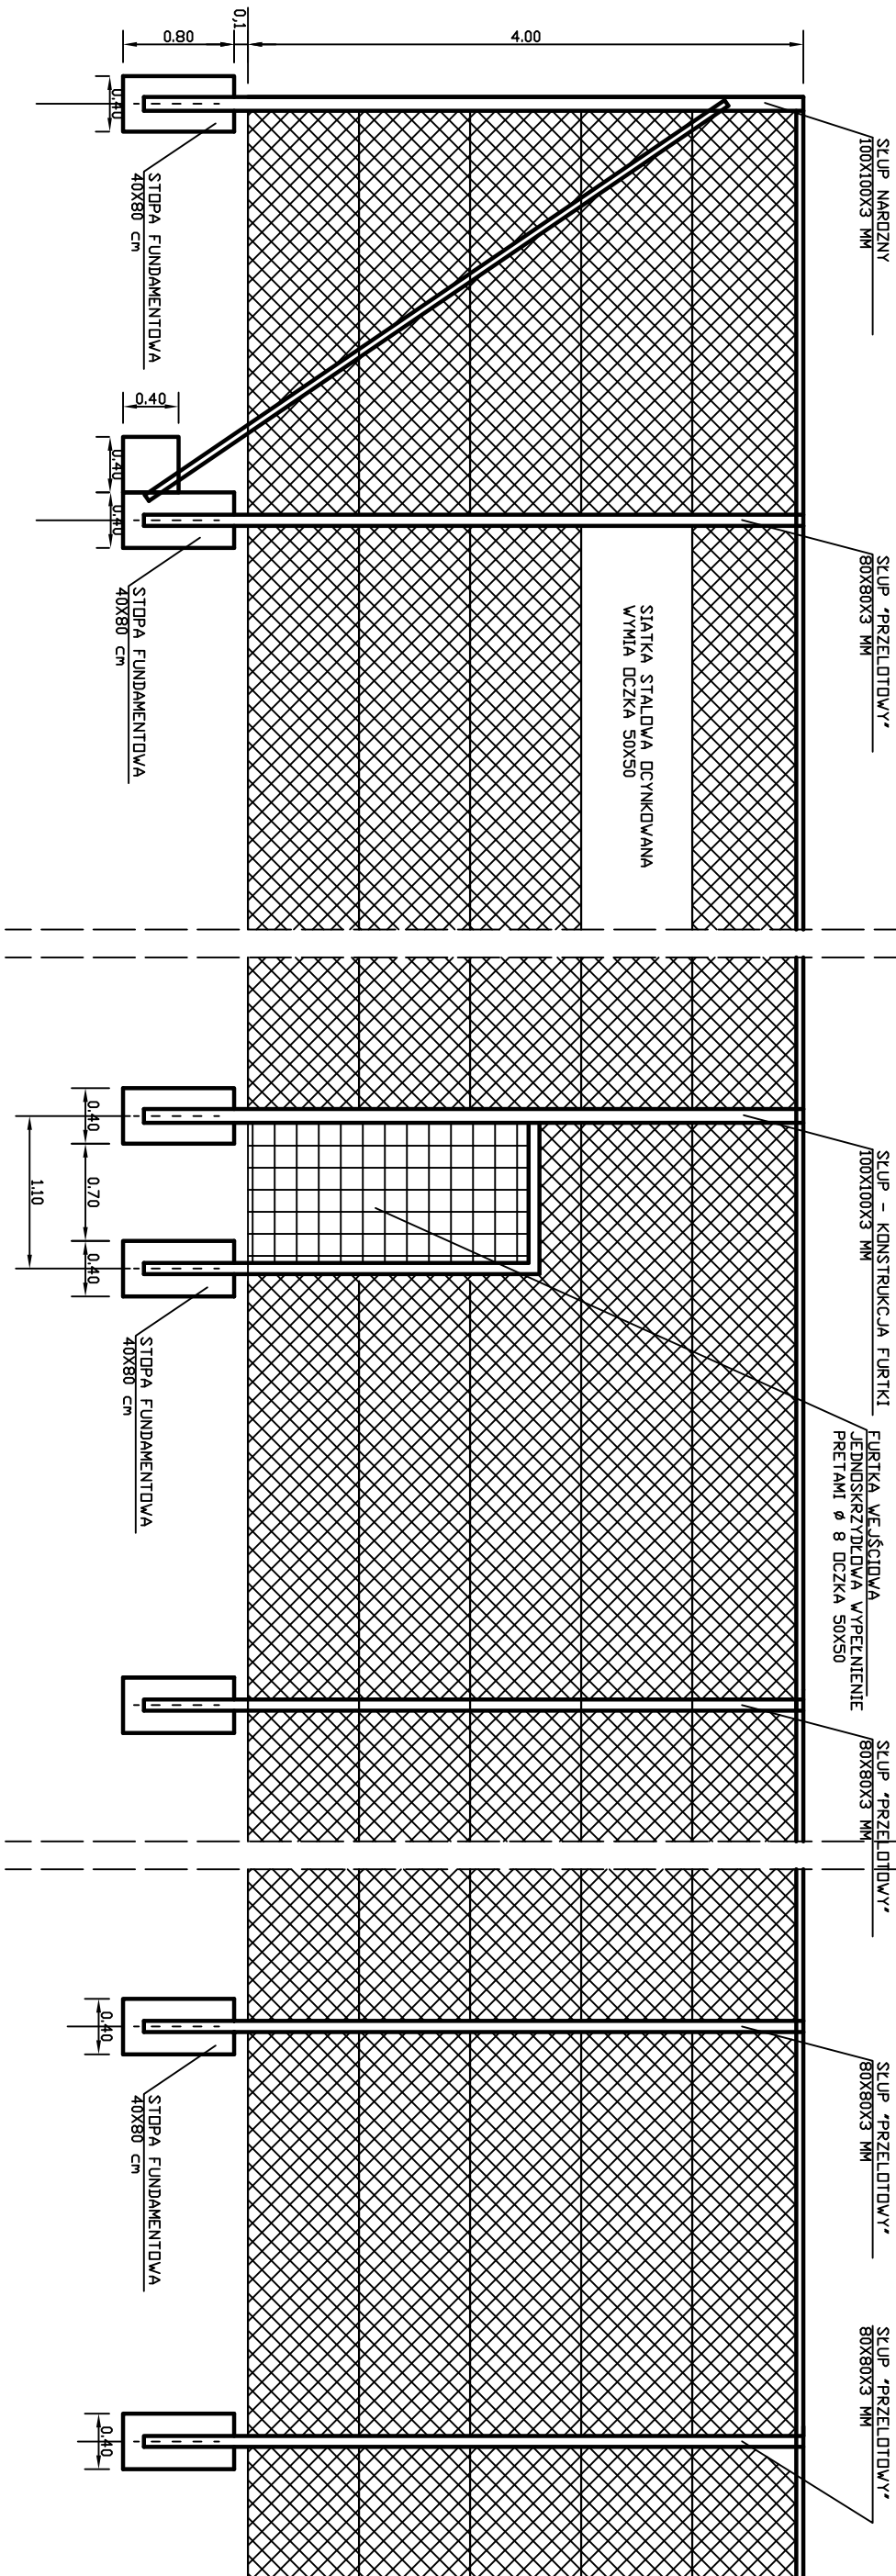 SŁUP NAROZNY
100X100X3 MM
SŁUP "PRZELOTOWY"
80X80X3 MM
SŁUP - KONSTRUKCJA FURTKI
100X100X3 MM
FURTKA WEJŚCIOWA
JEDNOSKRZYDŁOWA WYPEŁNIENIE
PRETAMI ø 8 OCZKA 50X50
SŁUP "PRZELOTOWY"
80X80X3 MM
SŁUP "PRZELOTOWY"
80X80X3 MM
SŁUP "PRZELOTOWY"
80X80X3 MM
4.00
0,1
0.80
SIATKA STALOWA OCYNKOWANA
WYMIA OCZKA 50X50
0.40
STOPA FUNDAMENTOWA
40X80 cm
0.40
0.40
0.40
STOPA FUNDAMENTOWA
40X80 cm
0.40
0.70
0.40
1.10
STOPA FUNDAMENTOWA
40X80 cm
0.40
STOPA FUNDAMENTOWA
40X80 cm
0.40